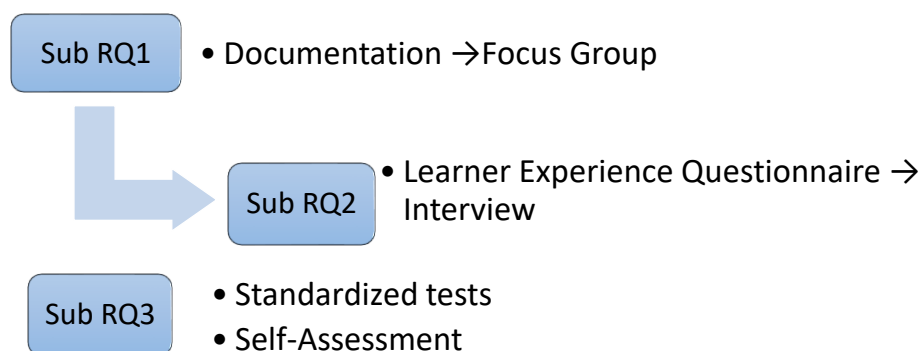 Sub RQ1
• Documentation →Focus Group
Sub RQ2
• Learner Experience Questionnaire →
Interview
Sub RQ3
• Standardized tests
• Self-Assessment